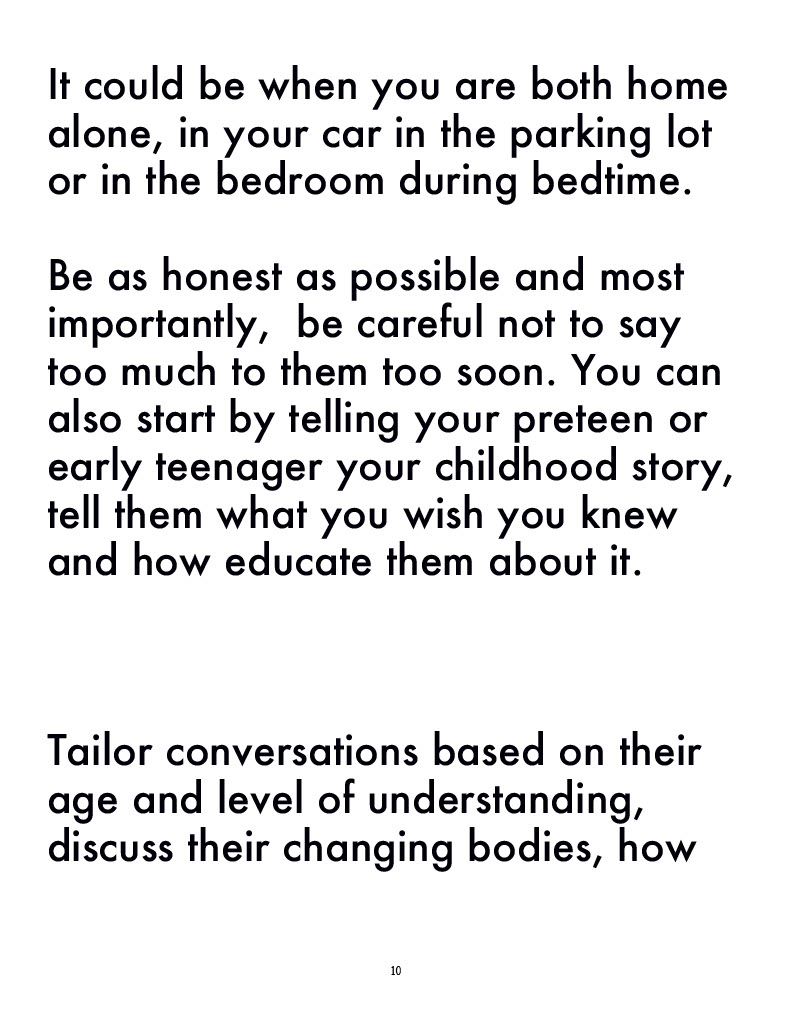 It could be when you are both home
alone, in your car in the parking lot
or in the bedroom during bedtime.
Be as honest as possible and most
importantly,  be careful not to say
too much to them too soon. You can
also start by telling your preteen or
early teenager your childhood story,
tell them what you wish you knew
and how educate them about it.
Tailor conversations based on their
age and level of understanding,
discuss their changing bodies, how
10